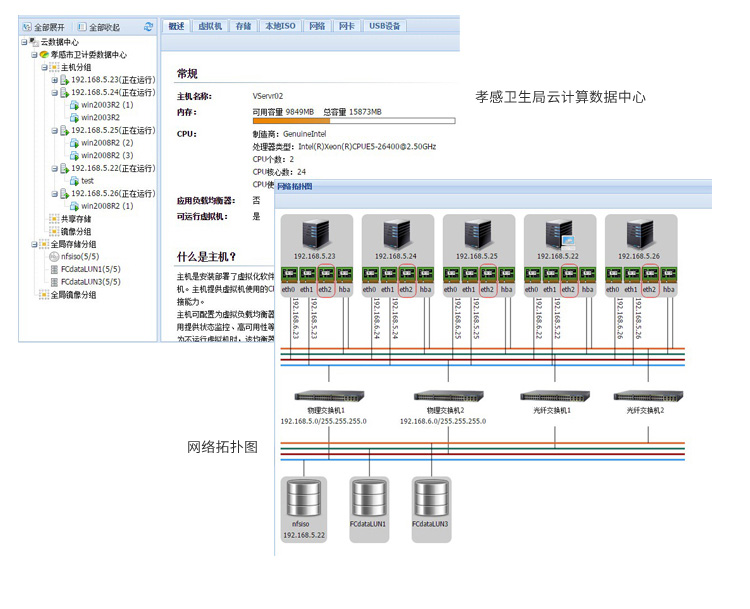 全部展开 全部收起
云数据中心
孝感市卫计委数据中心
主机分组
192.168.5.23(正在运行)
192.168.5.24(正在运行)
win2003R2 (1)
win2003R2
192.168.5.25(正在运行)
win2008R2 (2)
win2008R2 (3)
192.168.5.22(正在运行)
test
192.168.5.26(正在运行)
win2008R2 (1)
共享存储
镜像分组
全局存储分组
nfsiso(5/5)
FCdataLUN1(5/5)
FCdataLUN3(5/5)
全局镜像分组
概述 虚拟机 存储 本地ISO 网络 网卡 USB设备
常规
主机名称： VServr02
内存： 可用容量 9849MB 总容量 15873MB
CPU： 制造商：GenuineIntel
处理器类型：Intel(R)Xeon(R)CPUE5-26400@2.50GHz
CPU个数：2
CPU核心数：24
CPU使
应用负载均衡器： 否
可运行虚拟机： 是
什么是主机？
主机是安装部署了虚拟化软件
机。主机提供虚拟机使用的CP
接能力。
主机可配置为虚拟负载均衡器
用提供状态监控、高可用性等
为不运行虚拟机时，该均衡器
孝感卫生局云计算数据中心
网络拓扑图
网络拓扑图
192.168.5.23 192.168.5.24 192.168.5.25 192.168.5.22 192.168.5.26
eth0 eth1 eth2 hba eth0 eth1 eth2 hba eth0 eth1 eth2 hba eth0 eth1 eth2 hba eth0 eth1 eth2 hba
192.168.6.23 192.168.5.23 192.168.6.24 192.168.5.24 192.168.6.25 192.168.5.25 192.168.6.22 192.168.5.22 192.168.6.26 192.168.5.26
物理交换机1 物理交换机2 光纤交换机1 光纤交换机2
192.168.5.0/255.255.255.0 192.168.6.0/255.255.255.0
nfsiso FCdataLUN1 FCdataLUN3
192.168.5.22